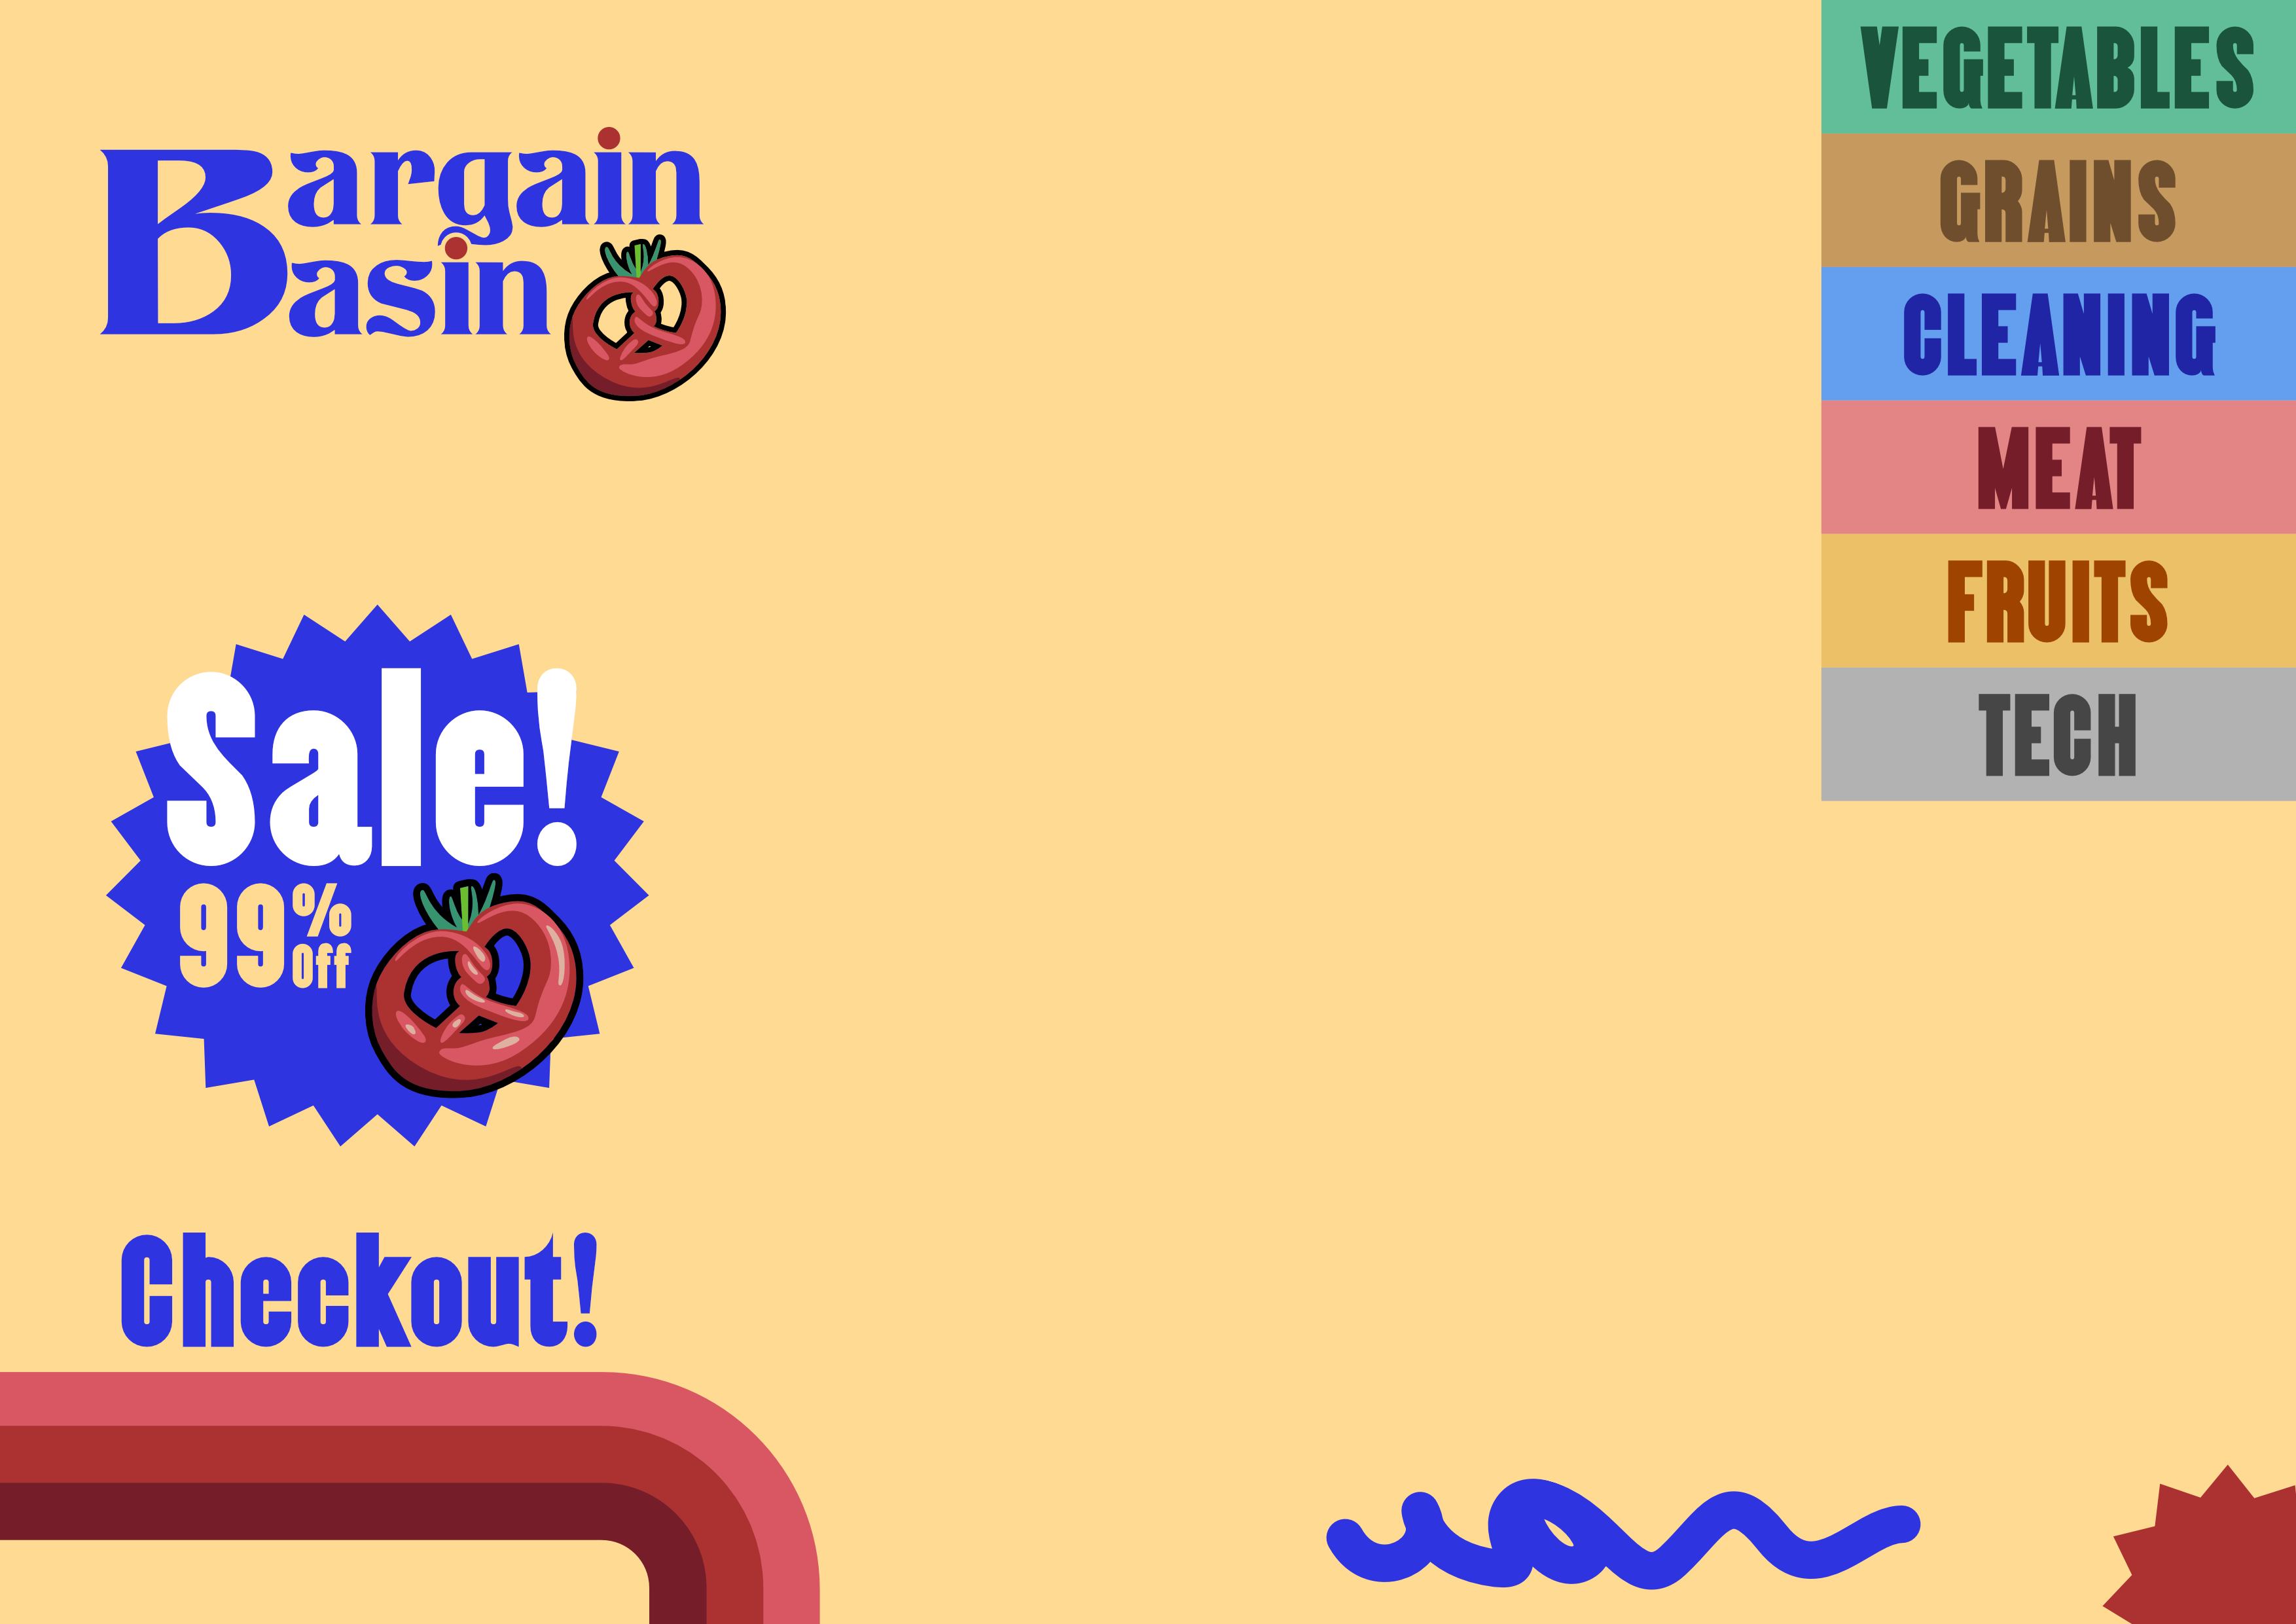 Bargain
Basin
Sale!
99%
Off
Checkout!
VEGETABLES
GRAINS
CLEANING
MEAT
FRUITS
TECH